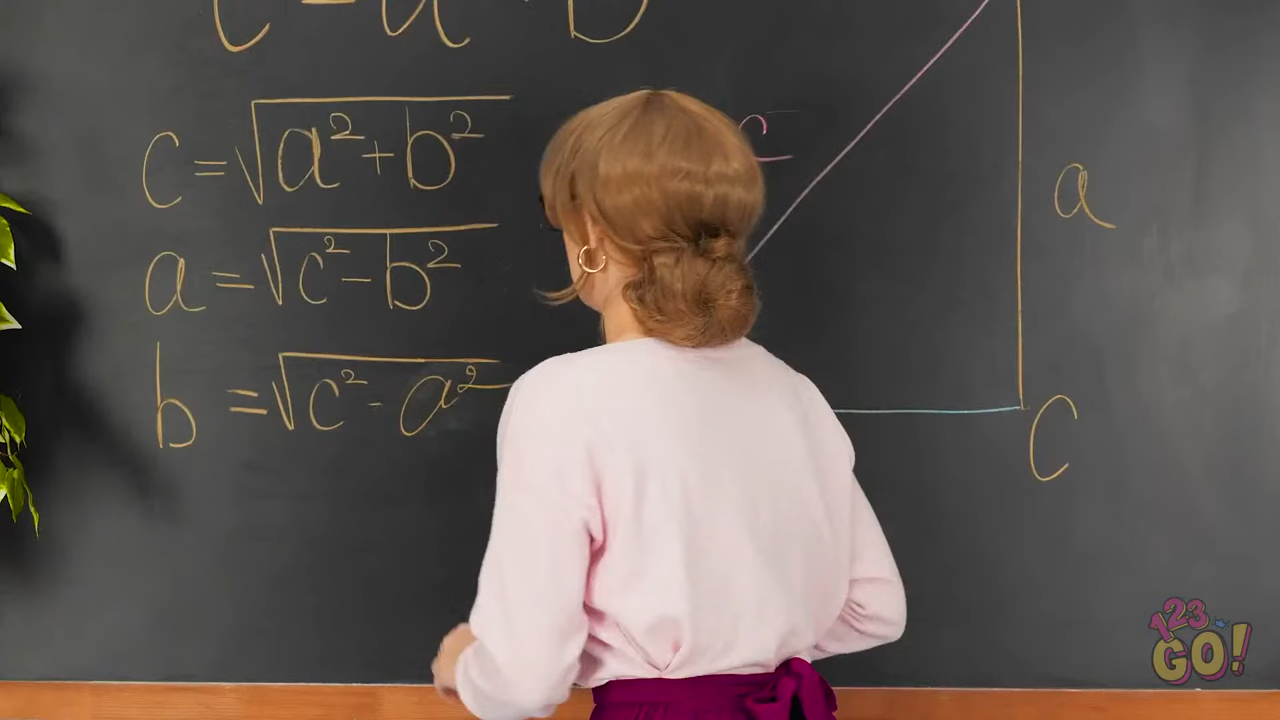 c = √a²+b²
a = √c²-b²
b = √c²-a²
c
a
C
123
GO!